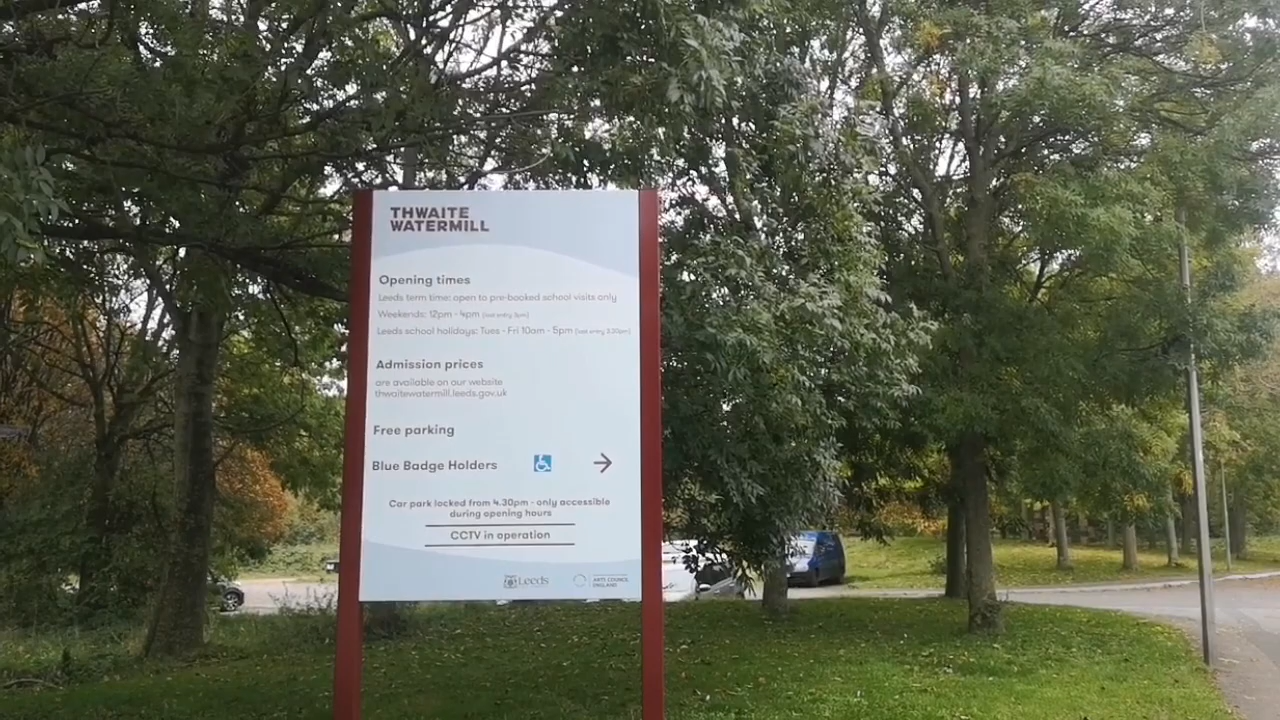 THWAITE
WATERMILL
Opening times
Leeds term time: open to pre-booked school visits only
Weekends: 12pm - 4pm (last entry 3pm)
Leeds school holidays: Tues - Fri 10am - 5pm (last entry 3.30pm)
Admission prices
are available on our website
thwaitewatermill.leeds.gov.uk
Free parking
Blue Badge Holders
Car park locked from 4.30pm - only accessible
during opening hours
CCTV in operation
Leeds
ARTS COUNCIL
ENGLAND